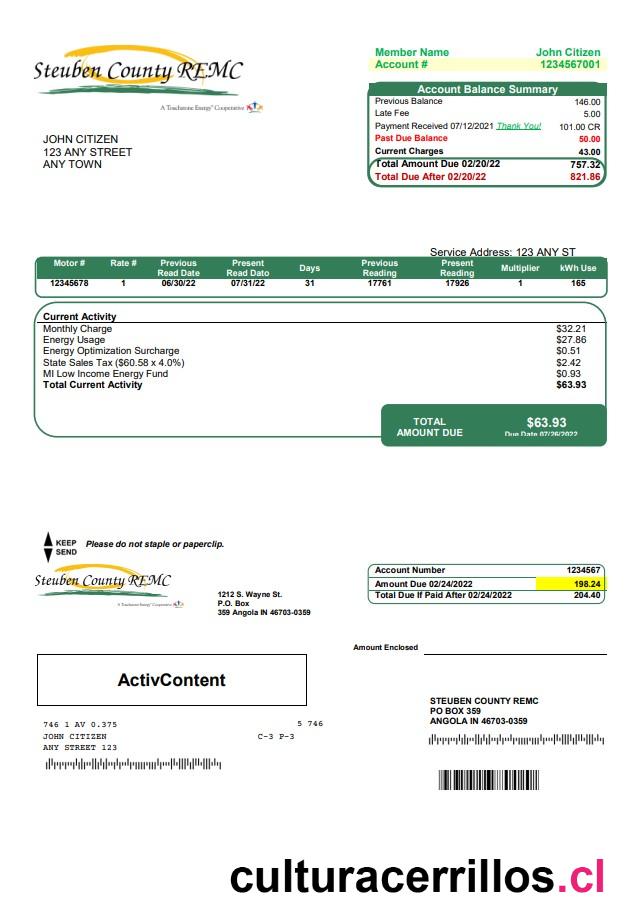 Steuben County REMC
A Touchstone Energy® Cooperative
Member Name John Citizen
Account # 1234567001
Account Balance Summary
Previous Balance 146.00
Late Fee 5.00
Payment Received 07/12/2021 Thank You! 101.00 CR
Past Due Balance 50.00
Current Charges 43.00
Total Amount Due 02/20/22 757.32
Total Due After 02/20/22 821.86
JOHN CITIZEN
123 ANY STREET
ANY TOWN
Service Address: 123 ANY ST
Motor # Rate # Previous Read Date Present Read Dato Days Previous Reading Present Reading Multiplier kWh Use
12345678 1 06/30/22 07/31/22 31 17761 17926 1 165
Current Activity
Monthly Charge $32.21
Energy Usage $27.86
Energy Optimization Surcharge $0.51
State Sales Tax ($60.58 x 4.0%) $2.42
MI Low Income Energy Fund $0.93
Total Current Activity $63.93
TOTAL AMOUNT DUE $63.93
Due Date 07/26/2022
KEEP
SEND
Please do not staple or paperclip.
Steuben County REMC
A Touchstone Energy® Cooperative
1212 S. Wayne St.
P.O. Box
359 Angola IN 46703-0359
Account Number 1234567
Amount Due 02/24/2022 198.24
Total Due If Paid After 02/24/2022 204.40
Amount Enclosed
ActivContent
746 1 AV 0.375 5 746
JOHN CITIZEN C-3 P-3
ANY STREET 123
STEUBEN COUNTY REMC
PO BOX 359
ANGOLA IN 46703-0359
culturacerrillos.cl